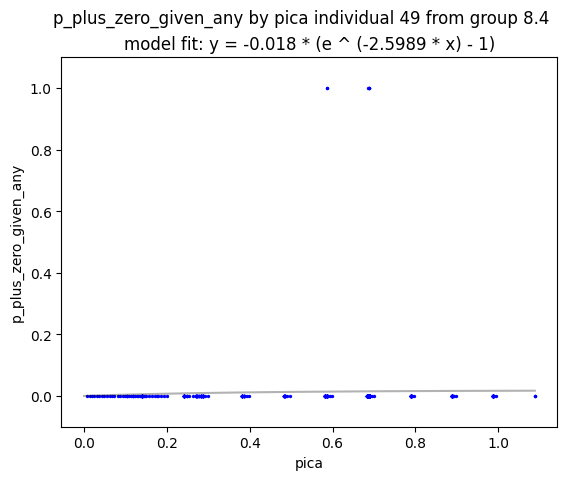 p_plus_zero_given_any by pica individual 49 from group 8.4
model fit: y = -0.018 * (e ^ (-2.5989 * x) - 1)
1.0
0.8
0.6
0.4
0.2
0.0
p_plus_zero_given_any
0.0 0.2 0.4 0.6 0.8 1.0
pica